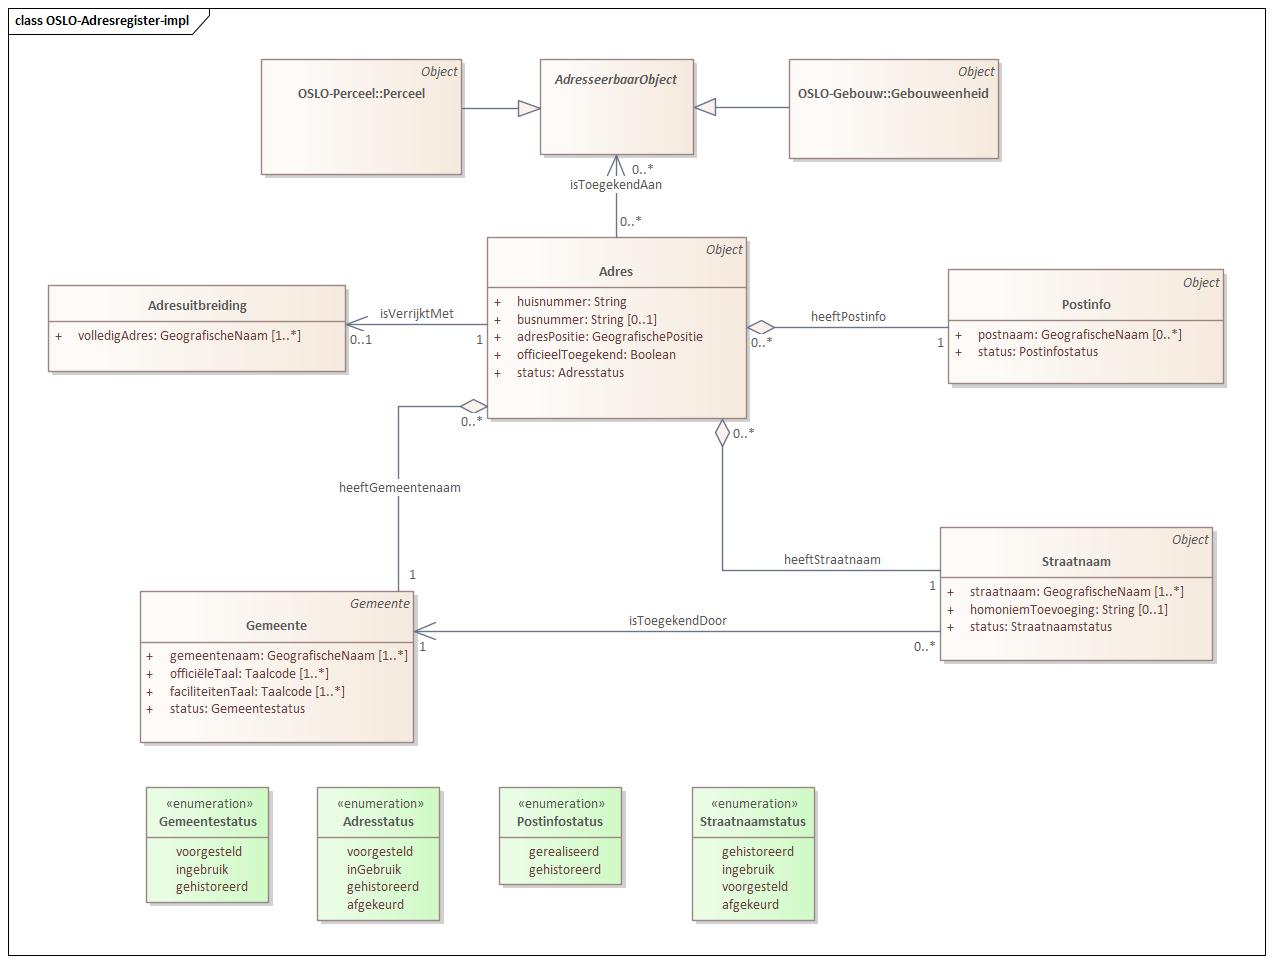 class OSLO-Adresregister-impl
Object
OSLO-Perceel::Perceel
AdresseerbaarObject
Object
OSLO-Gebouw::Gebouweenheid
0..*
isToegekendAan
0..*
Object
Adres
+ huisnummer: String
+ busnummer: String [0..1]
+ adresPositie: GeografischePositie
+ officieelToegekend: Boolean
+ status: Adresstatus
Adresuitbreiding
+ volledigAdres: GeografischeNaam [1..*]
isVerrijktMet
0..1
1
heeftPostinfo
0..*
1
Object
Postinfo
+ postnaam: GeografischeNaam [0..*]
+ status: Postinfostatus
0..*
0..*
heeftGemeentenaam
1
heeftStraatnaam
1
Object
Straatnaam
+ straatnaam: GeografischeNaam [1..*]
+ homoniemToevoeging: String [0..1]
+ status: Straatnaamstatus
isToegekendDoor
1
0..*
Gemeente
Gemeente
+ gemeentenaam: GeografischeNaam [1..*]
+ officiëleTaal: Taalcode [1..*]
+ faciliteitenTaal: Taalcode [1..*]
+ status: Gemeentestatus
«enumeration»
Gemeentestatus
voorgesteld
ingebruik
gehistoreerd
«enumeration»
Adresstatus
voorgesteld
inGebruik
gehistoreerd
afgekeurd
«enumeration»
Postinfostatus
gerealiseerd
gehistoreerd
«enumeration»
Straatnaamstatus
gehistoreerd
ingebruik
voorgesteld
afgekeurd